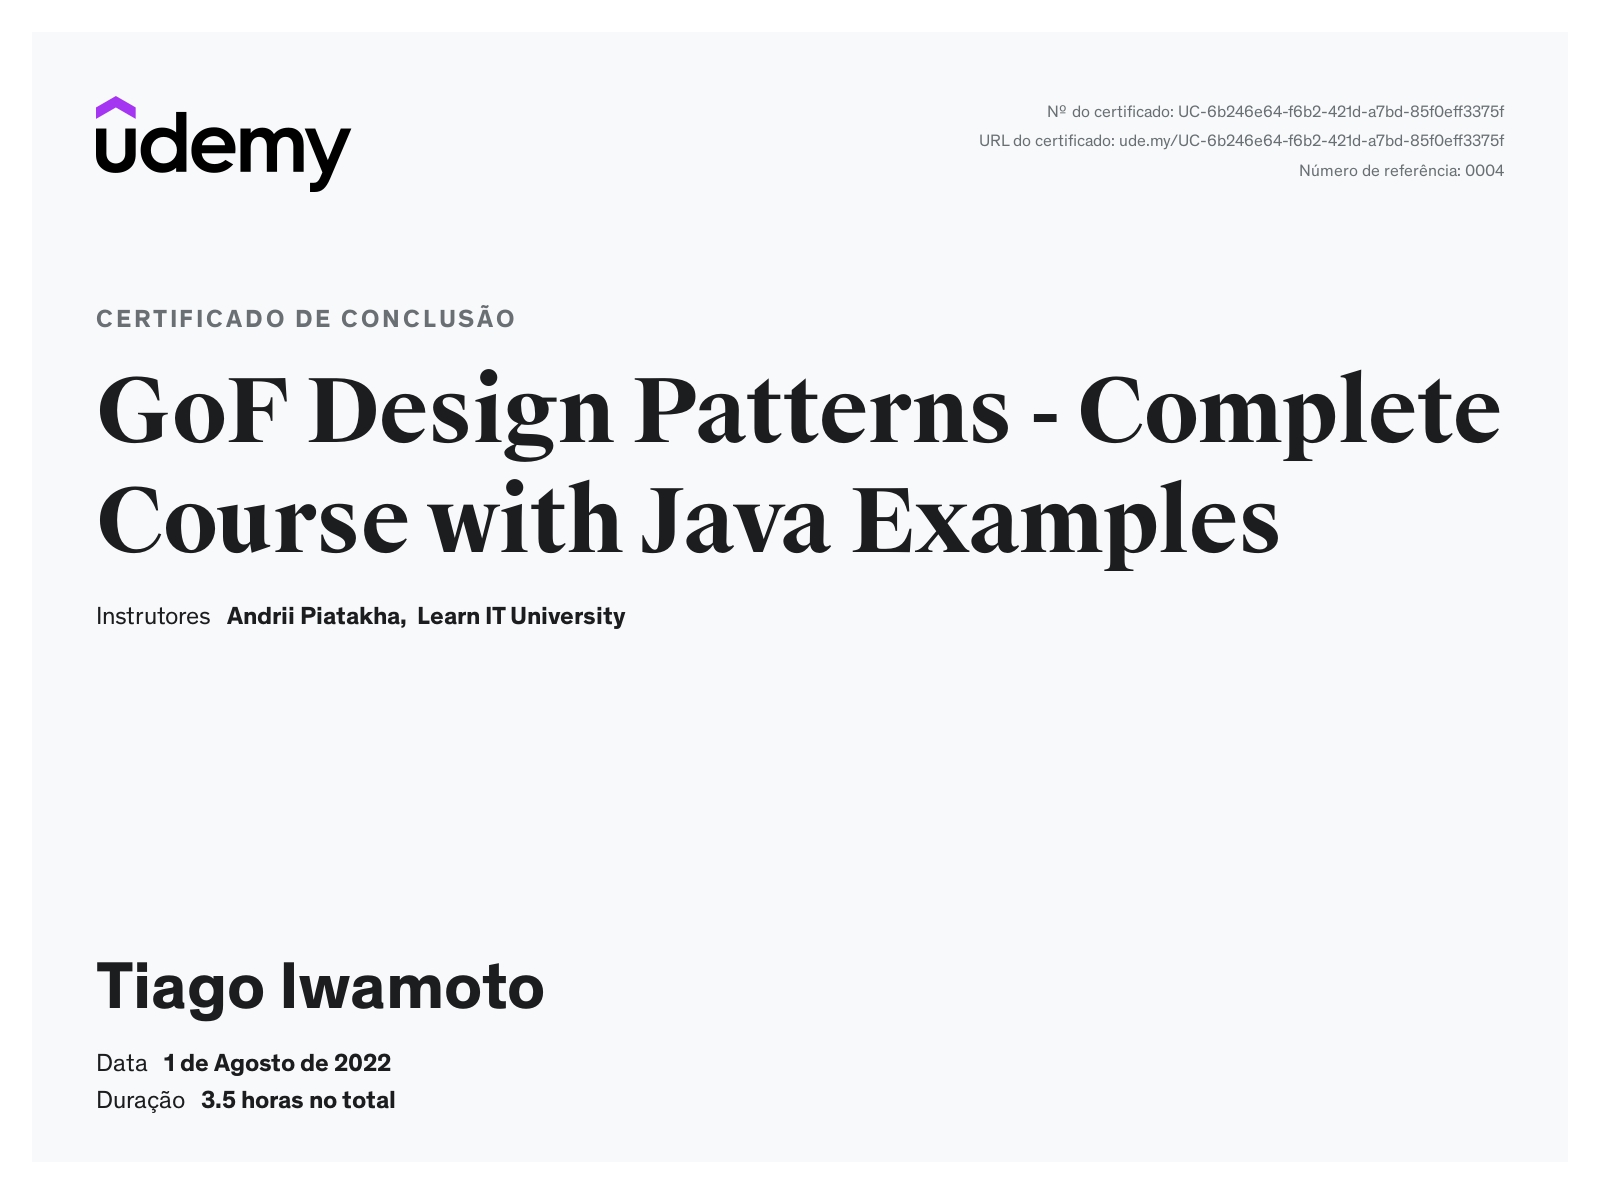 udemy
Nº do certificado: UC-6b246e64-f6b2-421d-a7bd-85f0eff3375f
URL do certificado: ude.my/UC-6b246e64-f6b2-421d-a7bd-85f0eff3375f
Número de referência: 0004
CERTIFICADO DE CONCLUSÃO
GoF Design Patterns - Complete
Course with Java Examples
Instrutores Andrii Piatakha, Learn IT University
Tiago Iwamoto
Data 1 de Agosto de 2022
Duração 3.5 horas no total